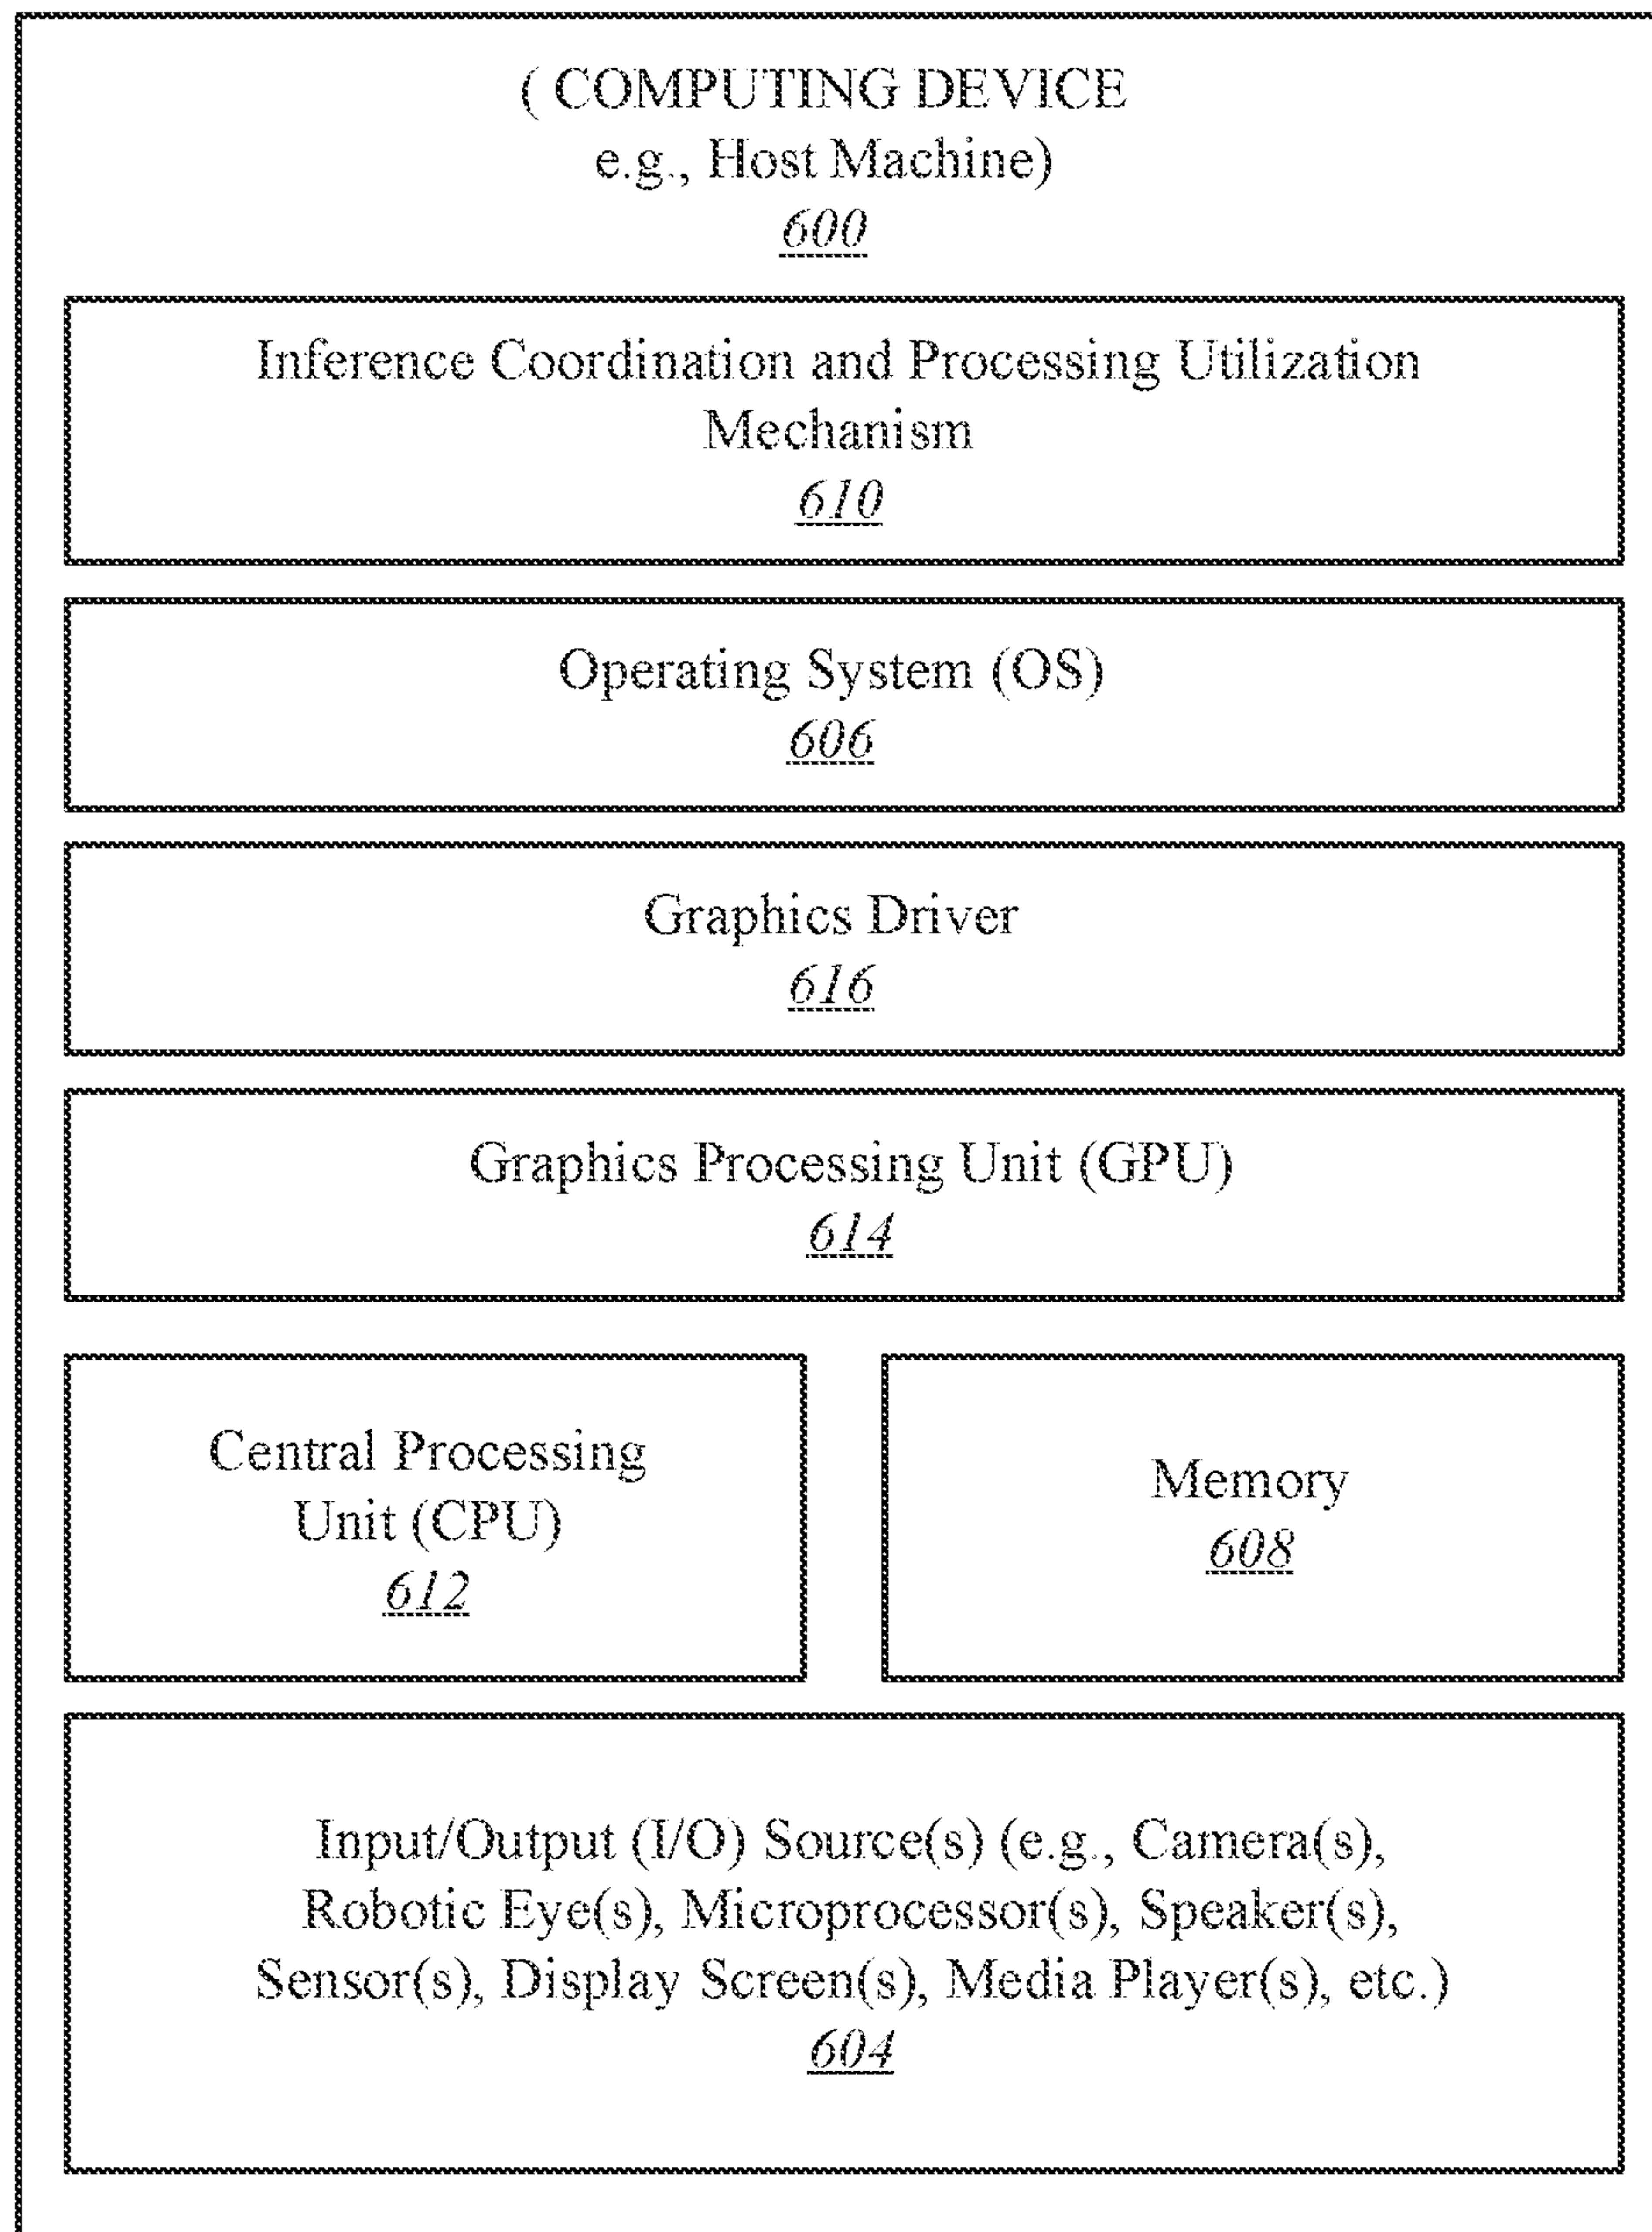 ( COMPUTING DEVICE
e.g., Host Machine)
600
Inference Coordination and Processing Utilization
Mechanism
610
Operating System (OS)
606
Graphics Driver
616
Graphics Processing Unit (GPU)
614
Central Processing
Unit (CPU)
612
Memory
608
Input/Output (I/O) Source(s) (e.g., Camera(s),
Robotic Eye(s), Microprocessor(s), Speaker(s),
Sensor(s), Display Screen(s), Media Player(s), etc.)
604